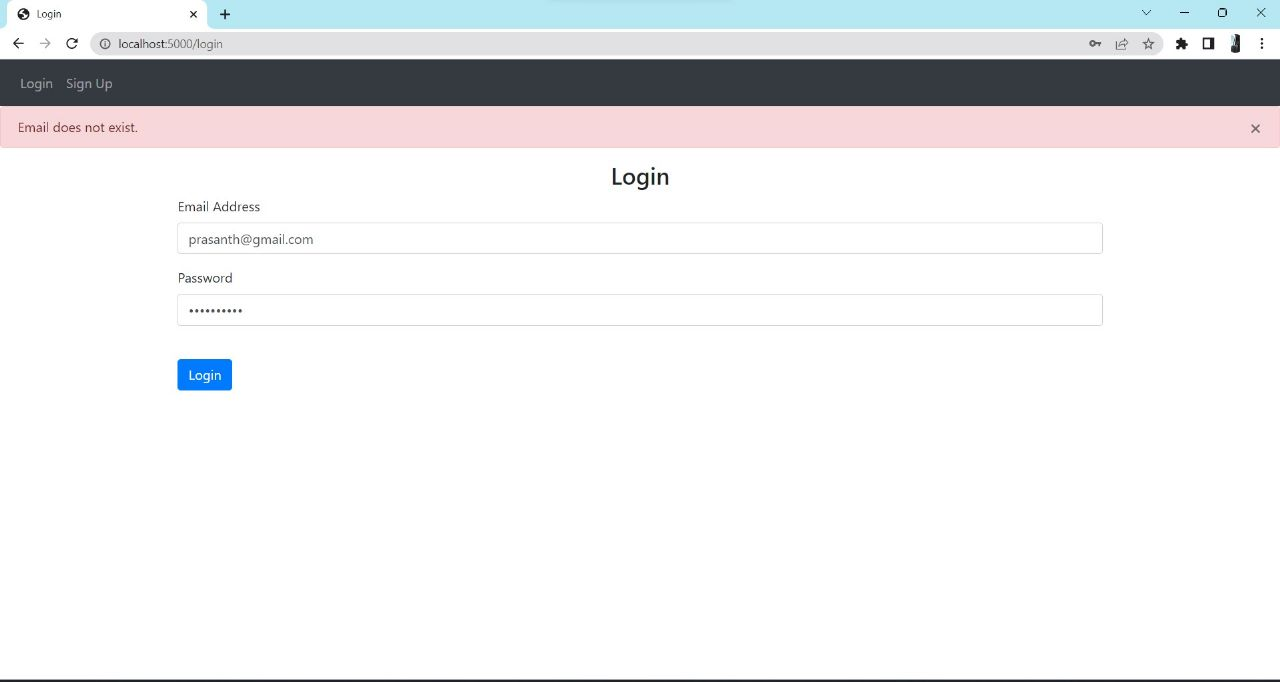 Login
localhost:5000/login
Login Sign Up
Email does not exist.
Login
Email Address
prasanth@gmail.com
Password
••••••••••
Login